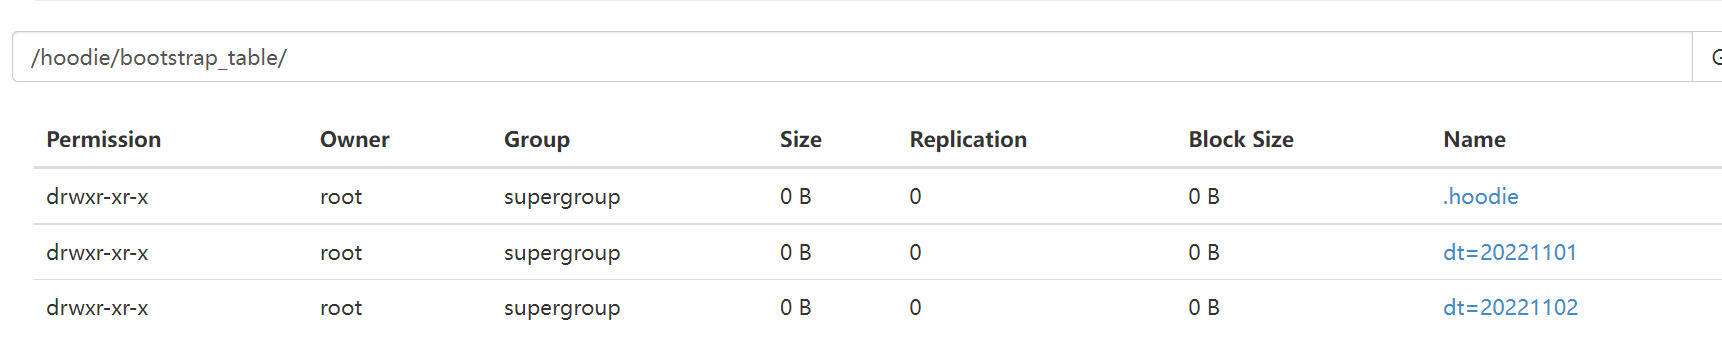 /hoodie/bootstrap_table/ G
Permission Owner Group Size Replication Block Size Name
drwxr-xr-x root supergroup 0 B 0 0 B .hoodie
drwxr-xr-x root supergroup 0 B 0 0 B dt=20221101
drwxr-xr-x root supergroup 0 B 0 0 B dt=20221102